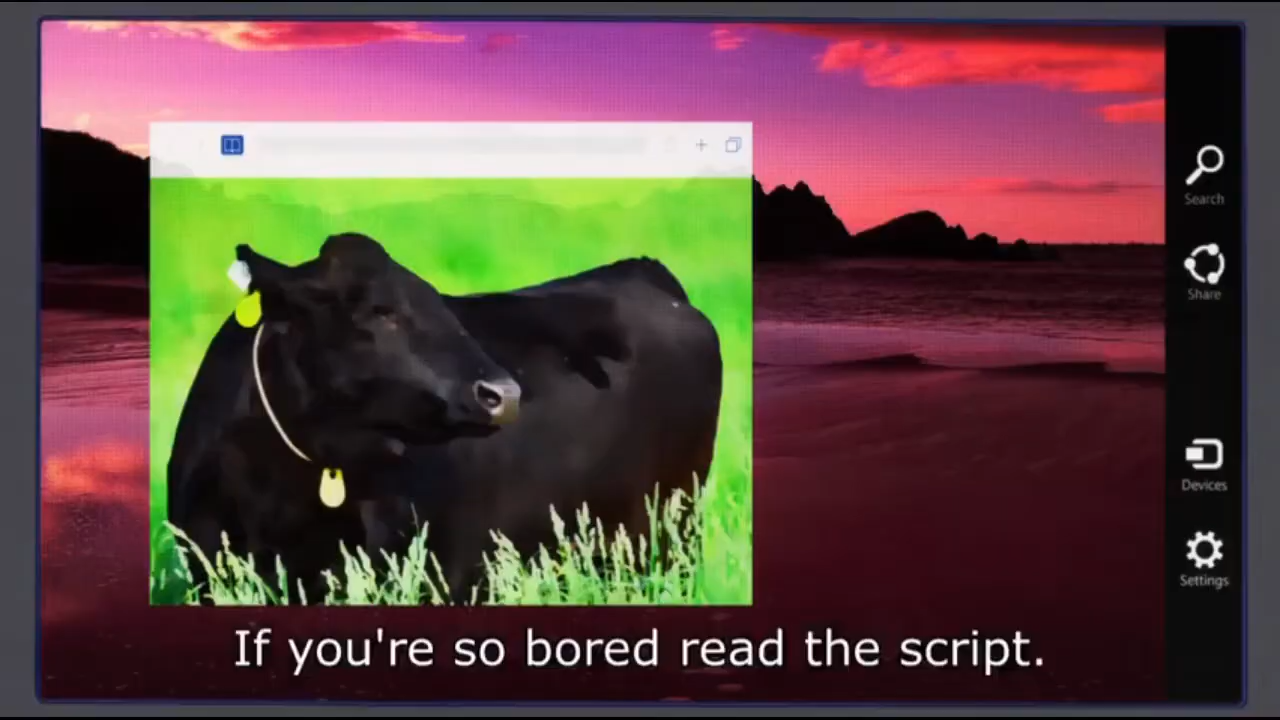 Search
Share
Devices
Settings
If you're so bored read the script.